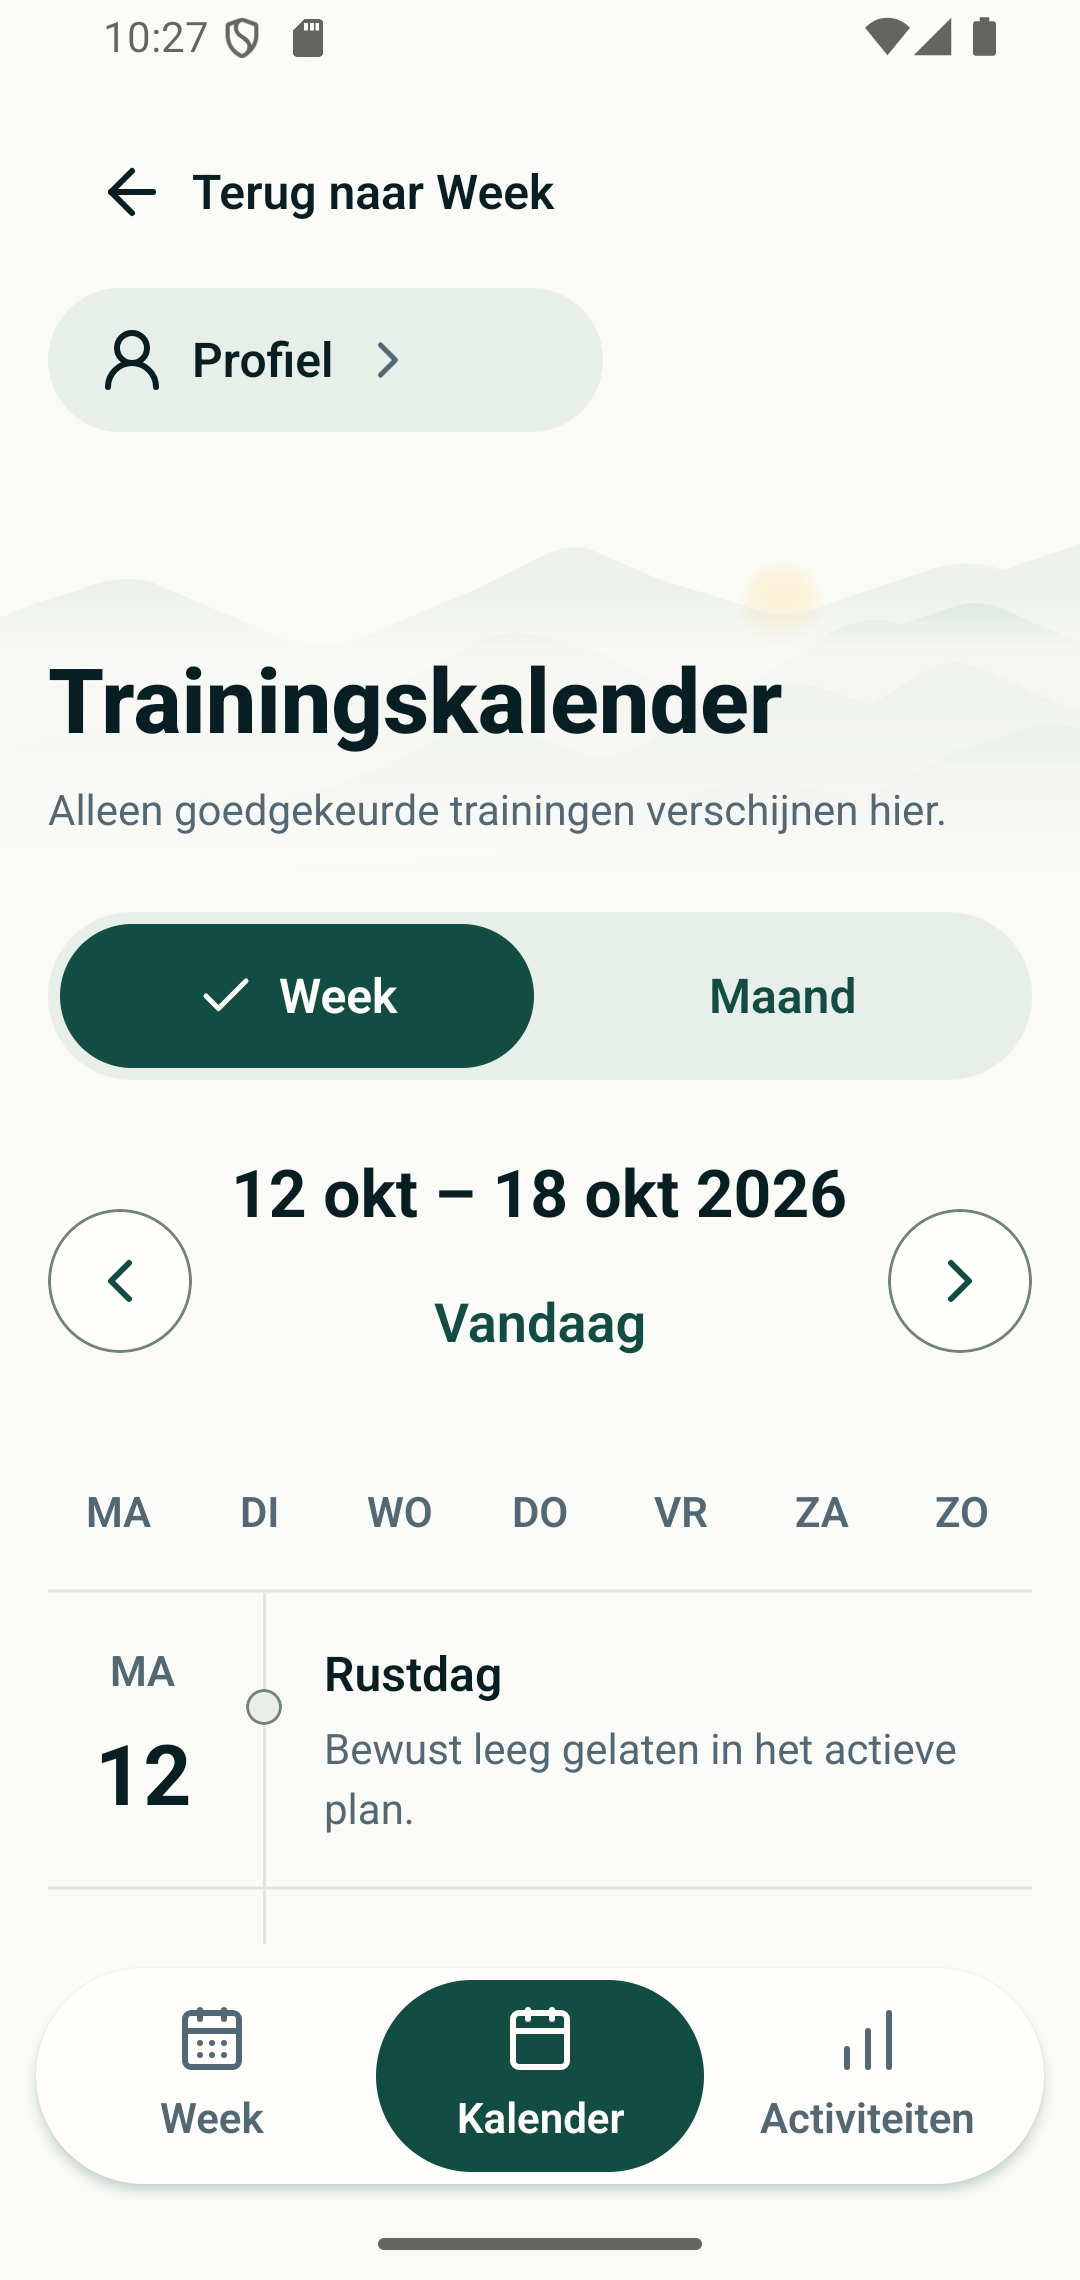 10:27
Terug naar Week
Profiel
Trainingskalender
Alleen goedgekeurde trainingen verschijnen hier.
Week
Maand
12 okt – 18 okt 2026
Vandaag
MA DI WO DO VR ZA ZO
MA
12
Rustdag
Bewust leeg gelaten in het actieve
plan.
Week
Kalender
Activiteiten